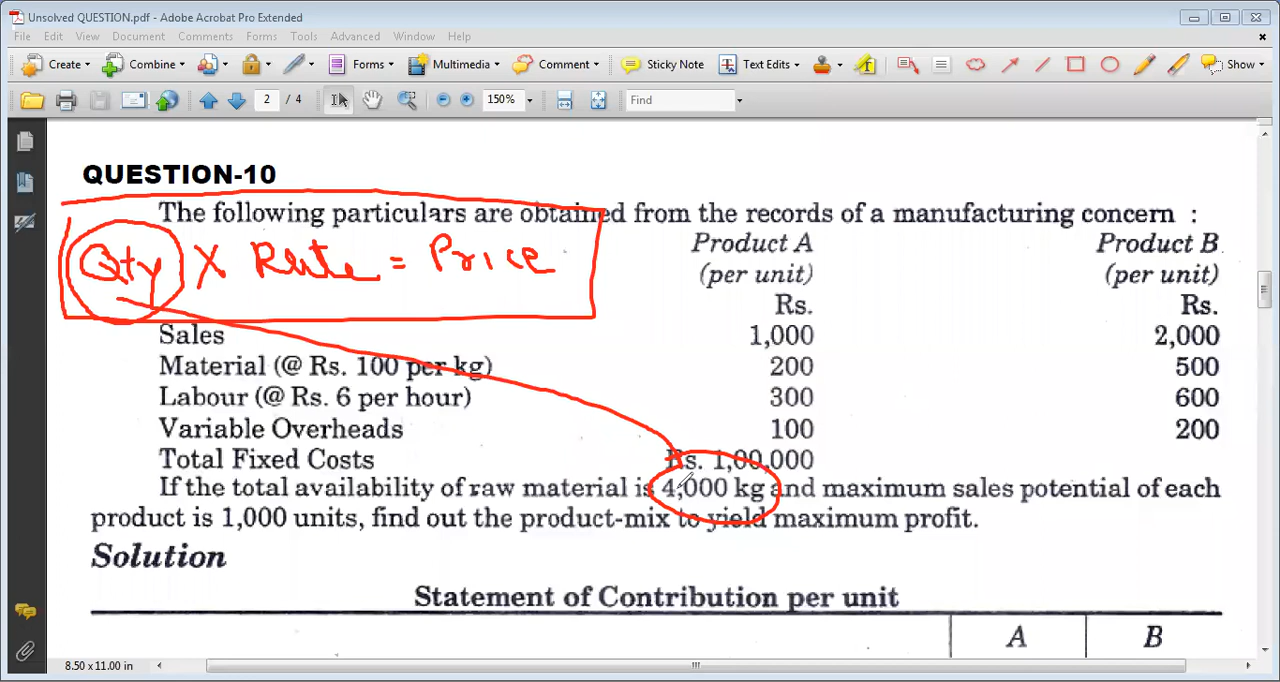 Unsolved QUESTION.pdf - Adobe Acrobat Pro Extended
File Edit View Document Comments Forms Tools Advanced Window Help
Create Combine Forms Multimedia Comment Sticky Note Text Edits Show
2 / 4 150% Find
QUESTION-10
The following particulars are obtained from the records of a manufacturing concern :
Qty X Rate = Price
Product A Product B
(per unit) (per unit)
Rs. Rs.
Sales 1,000 2,000
Material (@ Rs. 100 per kg) 200 500
Labour (@ Rs. 6 per hour) 300 600
Variable Overheads 100 200
Total Fixed Costs Rs. 1,00,000
If the total availability of raw material is 4,000 kg and maximum sales potential of each
product is 1,000 units, find out the product-mix to yield maximum profit.
Solution
Statement of Contribution per unit
A B
8.50 x 11.00 in